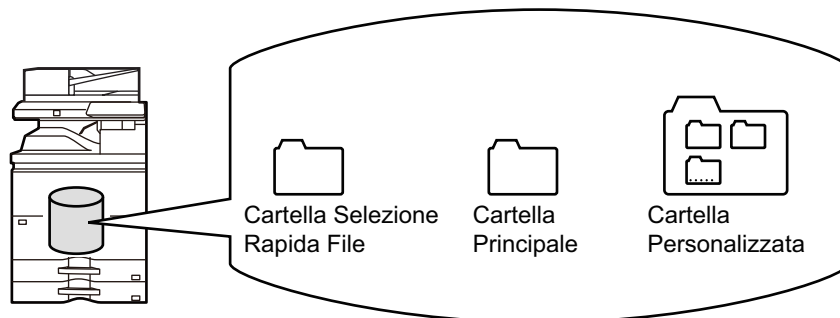 Cartella Selezione
Rapida File
Cartella
Principale
Cartella
Personalizzata